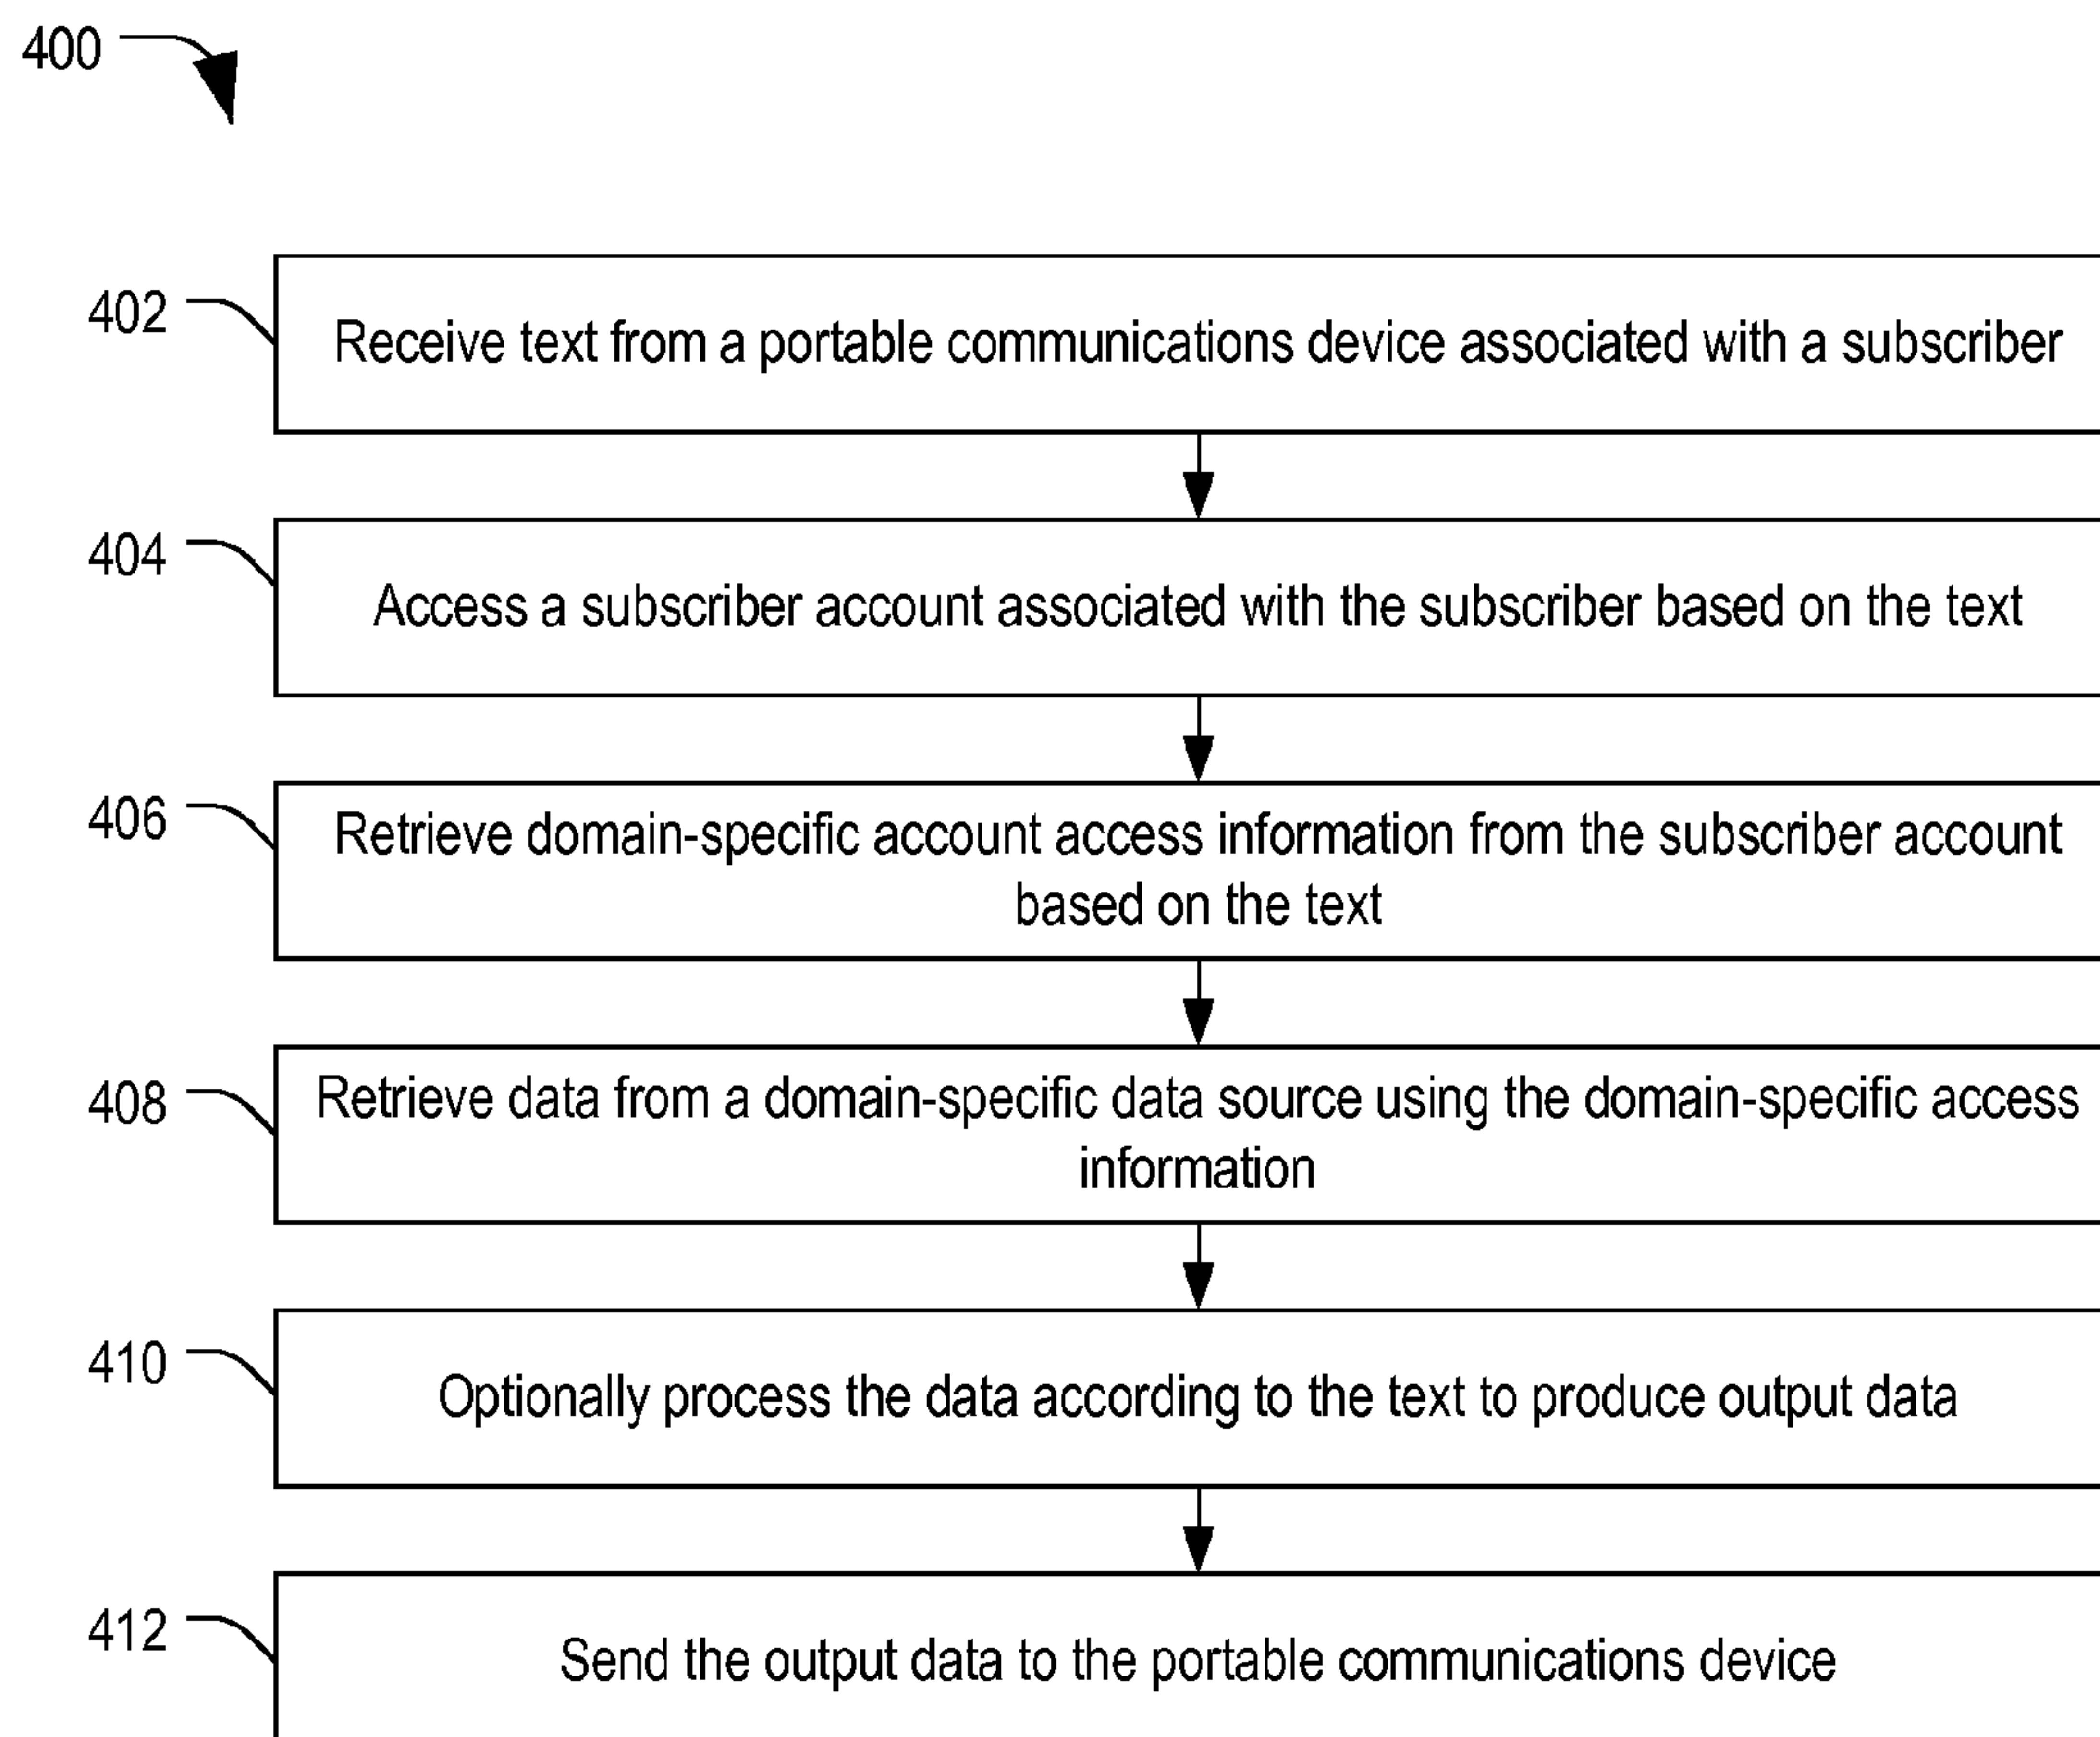 400
402
Receive text from a portable communications device associated with a subscriber
404
Access a subscriber account associated with the subscriber based on the text
406
Retrieve domain-specific account access information from the subscriber account
based on the text
408
Retrieve data from a domain-specific data source using the domain-specific access
information
410
Optionally process the data according to the text to produce output data
412
Send the output data to the portable communications device